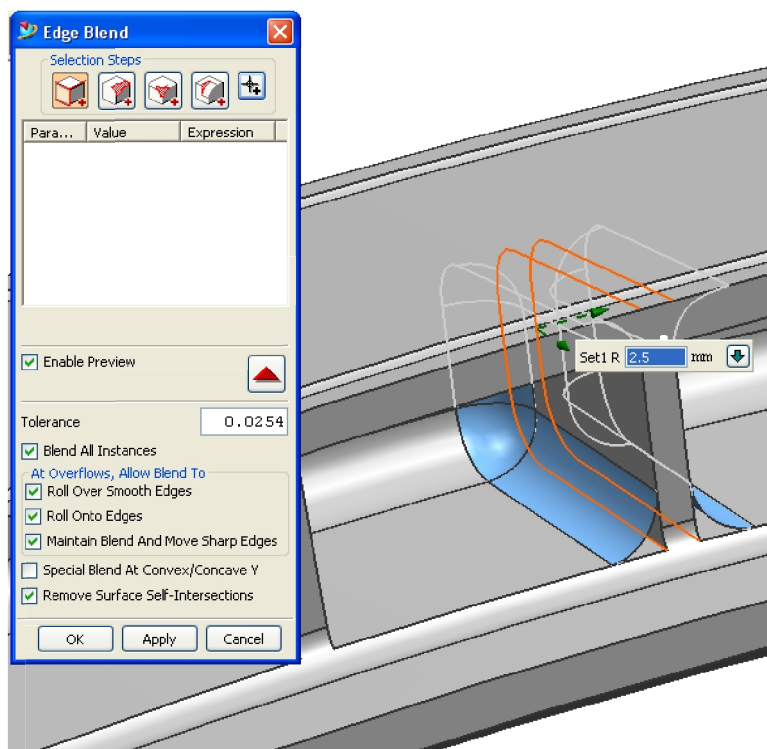 Edge Blend
Selection Steps
Para... Value Expression
Enable Preview
Tolerance 0.0254
Blend All Instances
At Overflows, Allow Blend To
Roll Over Smooth Edges
Roll Onto Edges
Maintain Blend And Move Sharp Edges
Special Blend At Convex/Concave Y
Remove Surface Self-Intersections
OK Apply Cancel
Set1 R 2.5 mm